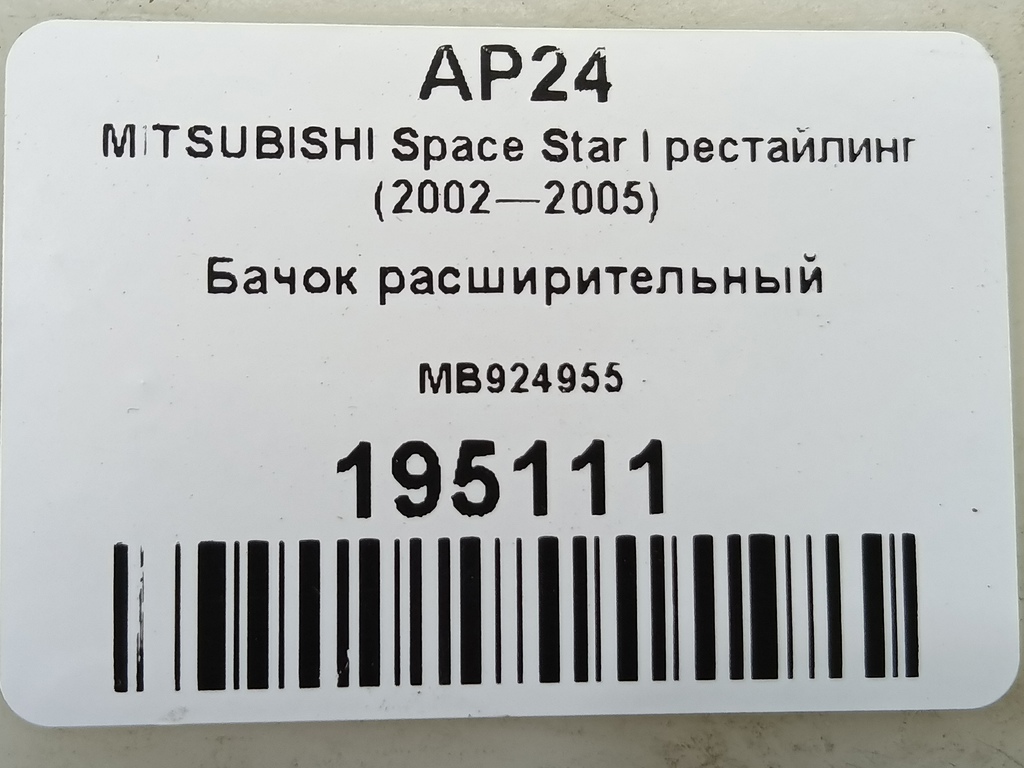 AP24
MITSUBISHI Space Star I рестайлинг
(2002—2005)
Бачок расширительный
MB924955
195111